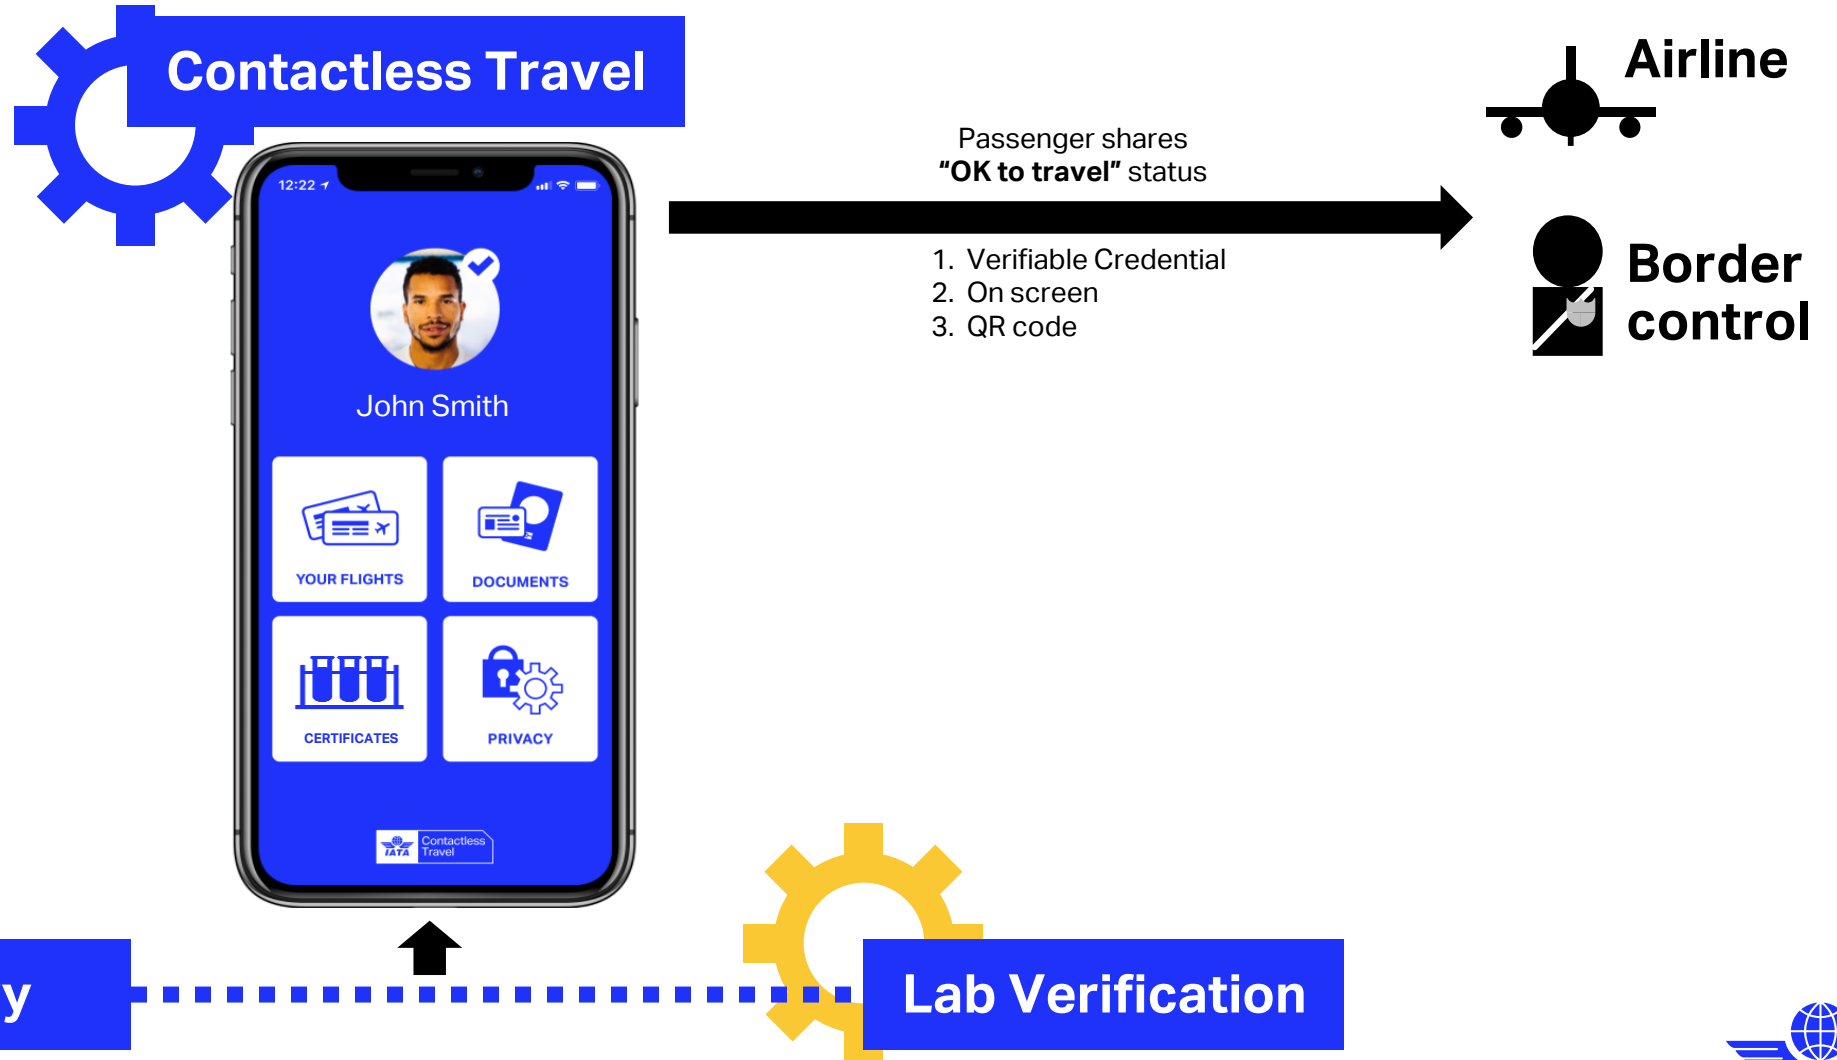 Contactless Travel
Airline
Passenger shares
“OK to travel” status
1. Verifiable Credential
2. On screen
3. QR code
Border
control
12:22
John Smith
YOUR FLIGHTS
DOCUMENTS
CERTIFICATES
PRIVACY
IATA
Contactless
Travel
y
Lab Verification